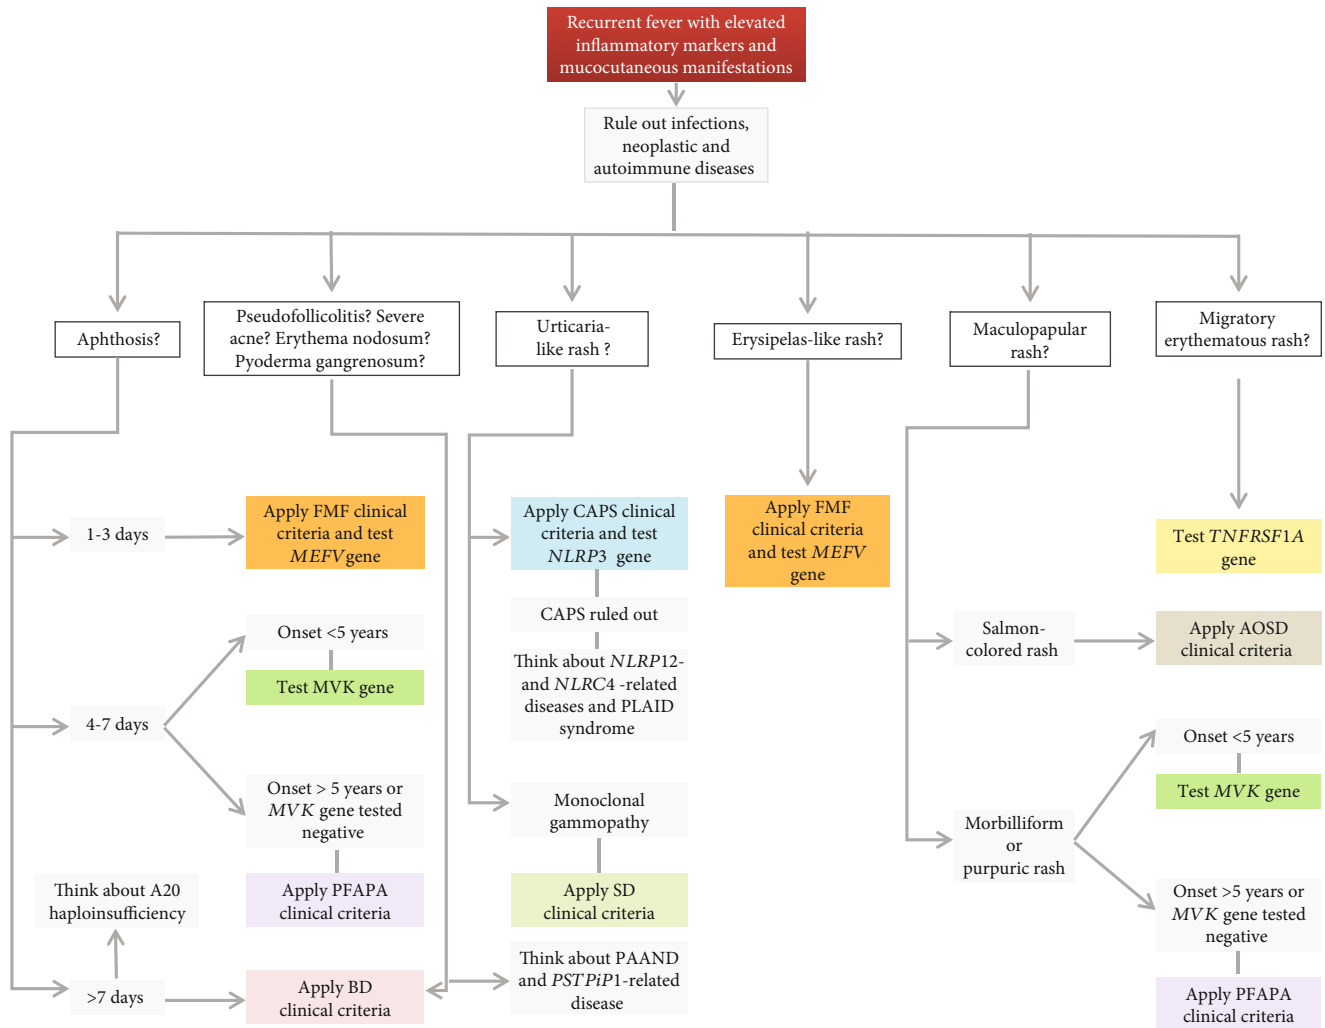 Recurrent fever with elevated
inflammatory markers and
mucocutaneous manifestations
Rule out infections,
neoplastic and
autoimmune diseases
Aphthosis?
Pseudofollicolitis? Severe
acne? Erythema nodosum?
Pyoderma gangrenosum?
Urticaria-
like rash ?
Erysipelas-like rash?
Maculopapular
rash?
Migratory
erythematous rash?
1-3 days
Apply FMF clinical
criteria and test
MEFV gene
4-7 days
Onset <5 years
Test MVK gene
Onset > 5 years or
MVK gene tested
negative
Apply PFAPA
clinical criteria
Think about A20
haploinsufficiency
>7 days
Apply BD
clinical criteria
Apply CAPS clinical
criteria and test
NLRP3 gene
CAPS ruled out
Think about NLRP12-
and NLRC4 -related
diseases and PLAID
syndrome
Monoclonal
gammopathy
Apply SD
clinical criteria
Think about PAAND
and PSTPiP1-related
disease
Apply FMF
clinical criteria
and test MEFV
gene
Salmon-
colored rash
Apply AOSD
clinical criteria
Morbilliform
or
purpuric rash
Onset <5 years
Test MVK gene
Onset >5 years or
MVK gene tested
negative
Apply PFAPA
clinical criteria
Test TNFRSF1A
gene